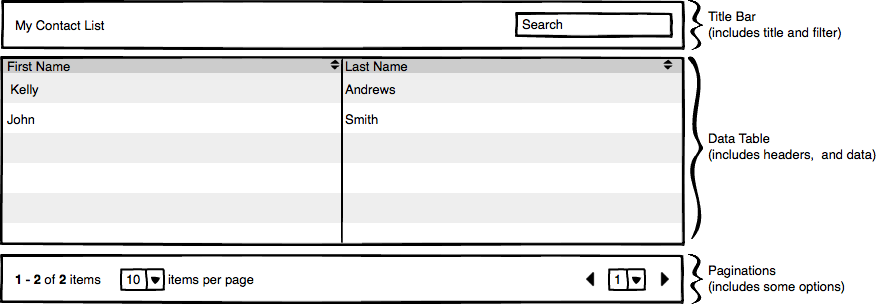 My Contact List
Search
Title Bar
(includes title and filter)
First Name
Last Name
Kelly
Andrews
John
Smith
Data Table
(includes headers, and data)
1 - 2 of 2 items
10
items per page
1
Paginations
(includes some options)